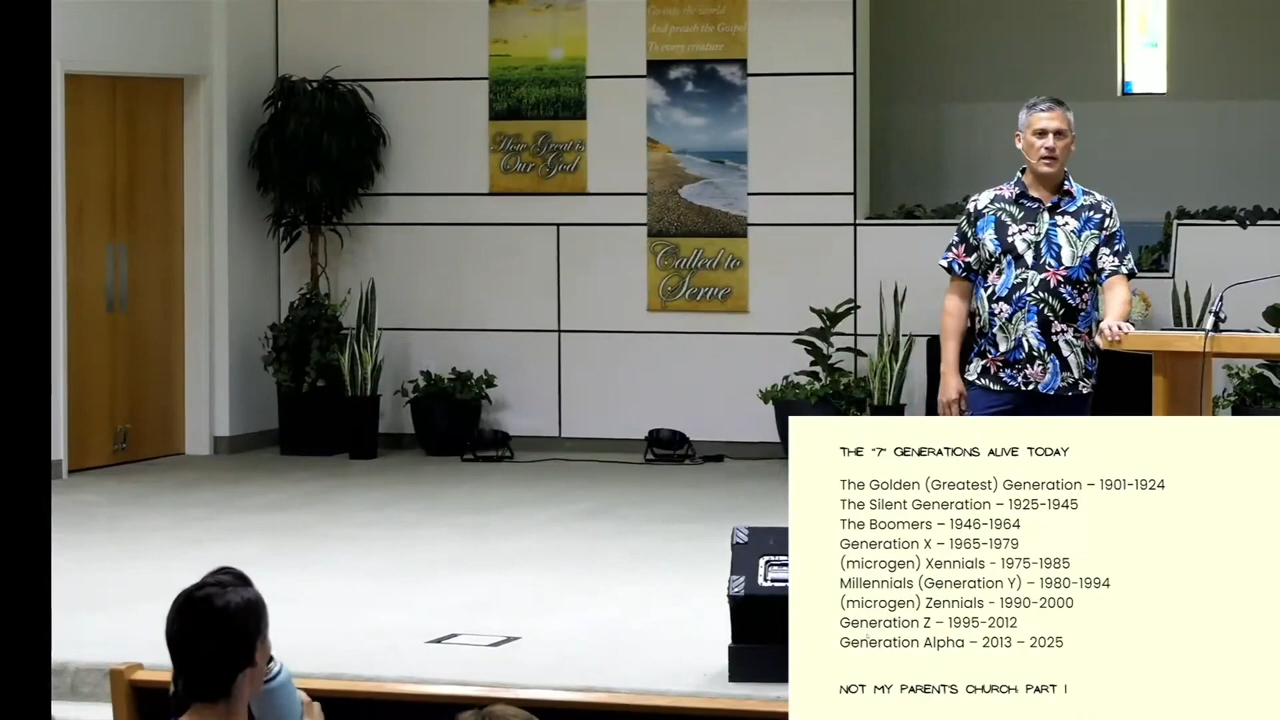 Go into the world
And preach the Gospel
To every creature
How Great is
Our God
Called to
Serve
THE "7" GENERATIONS ALIVE TODAY
The Golden (Greatest) Generation – 1901-1924
The Silent Generation – 1925-1945
The Boomers – 1946-1964
Generation X – 1965-1979
(microgen) Xennials - 1975-1985
Millennials (Generation Y) – 1980-1994
(microgen) Zennials - 1990-2000
Generation Z – 1995-2012
Generation Alpha – 2013 – 2025
NOT MY PARENT'S CHURCH: PART 1